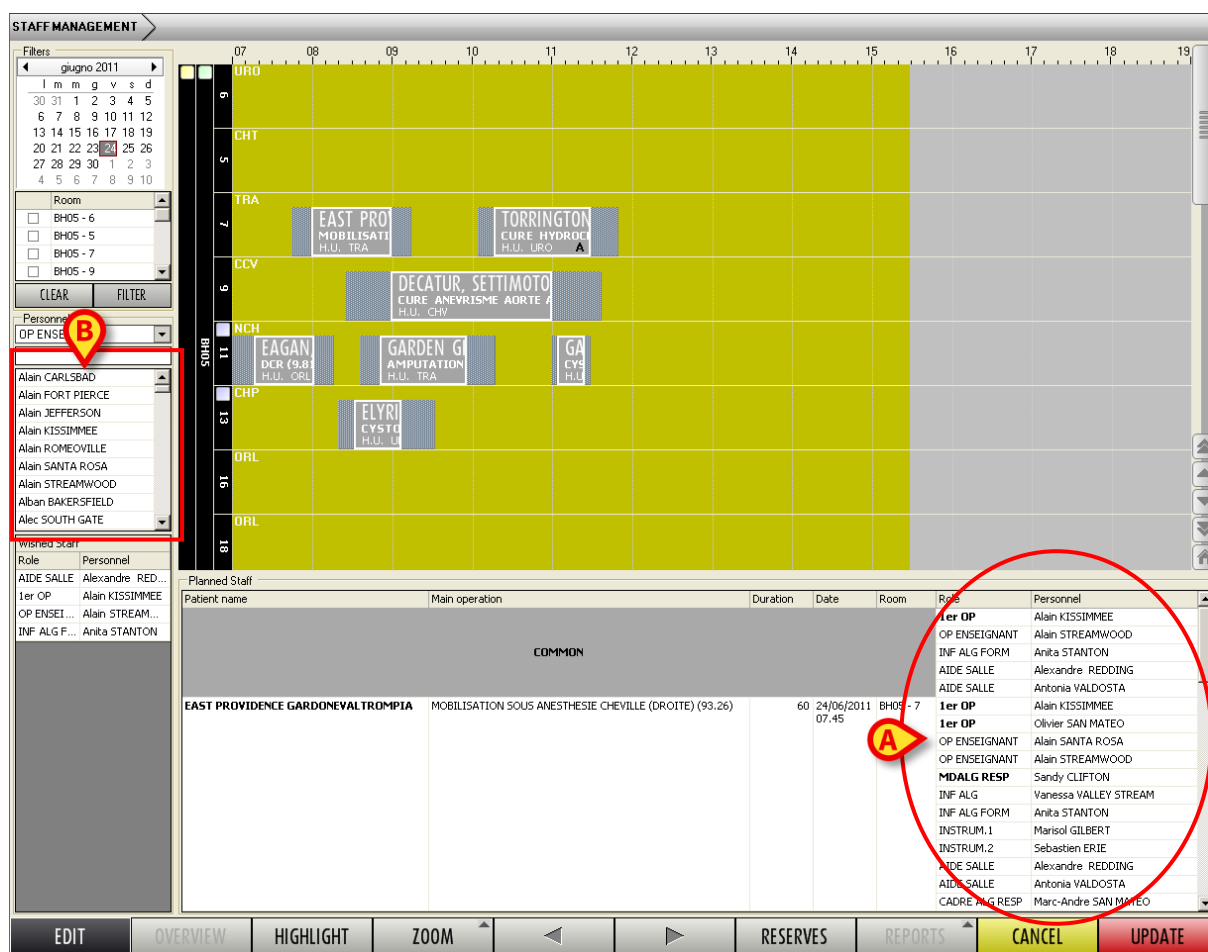 STAFF MANAGEMENT
Filters
giugno 2011
l m m g v s d
30 31 1 2 3 4 5
6 7 8 9 10 11 12
13 14 15 16 17 18 19
20 21 22 23 24 25 26
27 28 29 30 1 2 3
4 5 6 7 8 9 10
Room
BH05 - 6
BH05 - 5
BH05 - 7
BH05 - 9
CLEAR FILTER
Personnel
OP ENSE
B
Alain CARLSBAD
Alain FORT PIERCE
Alain JEFFERSON
Alain KISSIMMEE
Alain ROMEOVILLE
Alain SANTA ROSA
Alain STREAMWOOD
Alban BAKERSFIELD
Alec SOUTH GATE
Wished Staff
Role Personnel
AIDE SALLE Alexandre RED...
1er OP Alain KISSIMMEE
OP ENSEI... Alain STREAM...
INF ALG F... Anita STANTON
07 08 09 10 11 12 13 14 15 16 17 18 19
BH05
6 URO
5 CHT
7 TRA
EAST PRO
MOBILISATI
H.U. TRA
TORRINGTON
CURE HYDROC
H.U. URO A
9 CCV
DECATUR, SETTIMOTO
CURE ANEVRISME AORTE A
H.U. CHV
11 NCH
EAGAN,
DCR (9.81
H.U. ORL
GARDEN G
AMPUTATION
H.U. TRA
GA
CYS
H.U
13 CHP
ELYRI
CYSTO
H.U. U
16 ORL
18 ORL
Planned Staff
Patient name Main operation Duration Date Room Role Personnel
COMMON
1er OP Alain KISSIMMEE
OP ENSEIGNANT Alain STREAMWOOD
INF ALG FORM Anita STANTON
AIDE SALLE Alexandre REDDING
AIDE SALLE Antonia VALDOSTA
EAST PROVIDENCE GARDONEVALTROMPIA MOBILISATION SOUS ANESTHESIE CHEVILLE (DROITE) (93.26) 60 24/06/2011 BH05 - 7 1er OP Alain KISSIMMEE
07.45 1er OP Olivier SAN MATEO
A
OP ENSEIGNANT Alain SANTA ROSA
OP ENSEIGNANT Alain STREAMWOOD
MDALG RESP Sandy CLIFTON
INF ALG Vanessa VALLEY STREAM
INF ALG FORM Anita STANTON
INSTRUM.1 Marisol GILBERT
INSTRUM.2 Sebastien ERIE
AIDE SALLE Alexandre REDDING
AIDE SALLE Antonia VALDOSTA
CADRE ALG RESP Marc-Andre SAN MATEO
EDIT OVERVIEW HIGHLIGHT ZOOM RESERVES REPORTS CANCEL UPDATE